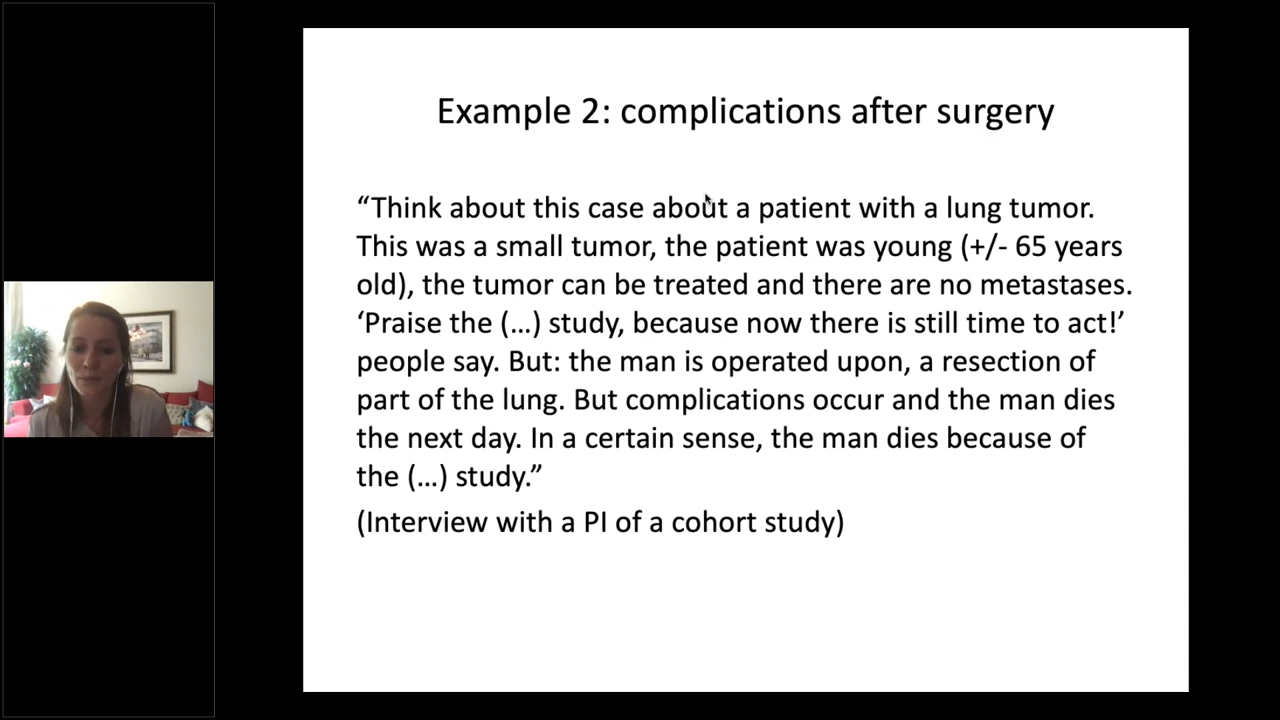 Example 2: complications after surgery
“Think about this case about a patient with a lung tumor.
This was a small tumor, the patient was young (+/- 65 years
old), the tumor can be treated and there are no metastases.
‘Praise the (…) study, because now there is still time to act!’
people say. But: the man is operated upon, a resection of
part of the lung. But complications occur and the man dies
the next day. In a certain sense, the man dies because of
the (…) study.”
(Interview with a PI of a cohort study)